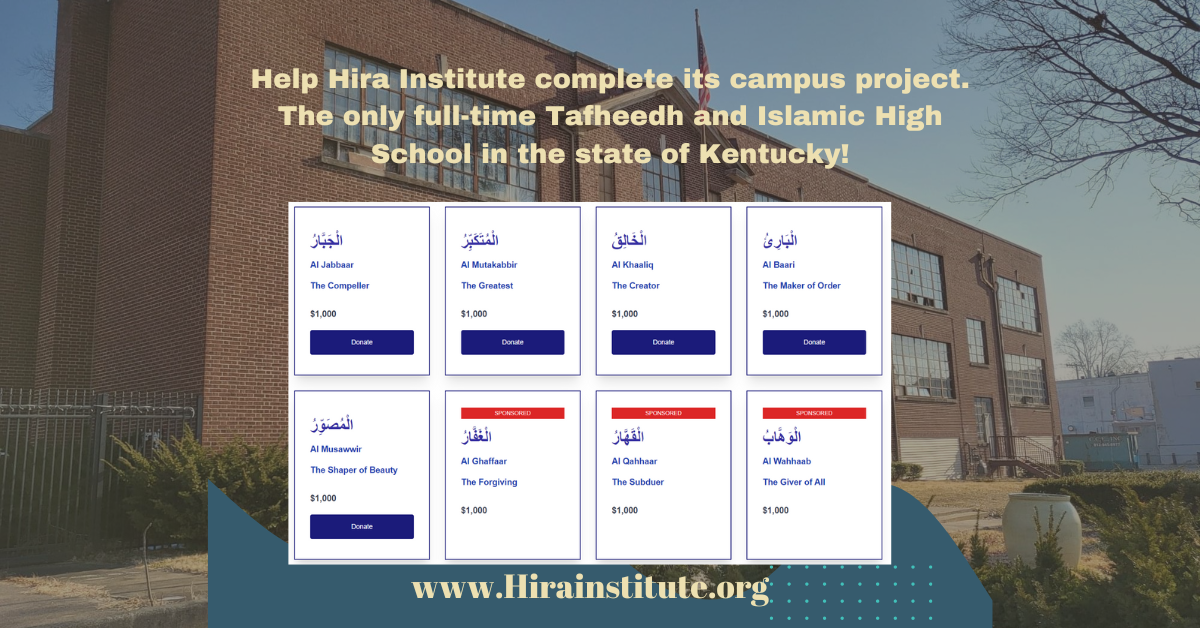 Help Hira Institute complete its campus project.
The only full-time Tafheedh and Islamic High
School in the state of Kentucky!
الْجَبَّارُ
Al Jabbaar
The Compeller
$1,000
Donate
الْمُتَكَبِّرُ
Al Mutakabbir
The Greatest
$1,000
Donate
الْخَالِقُ
Al Khaaliq
The Creator
$1,000
Donate
الْبَارِئُ
Al Baari
The Maker of Order
$1,000
Donate
الْمُصَوِّرُ
Al Musawwir
The Shaper of Beauty
$1,000
Donate
SPONSORED
الْغَفَّارُ
Al Ghaffaar
The Forgiving
$1,000
SPONSORED
الْقَهَّارُ
Al Qahhaar
The Subduer
$1,000
SPONSORED
الْوَهَّابُ
Al Wahhaab
The Giver of All
$1,000
www.Hirainstitute.org